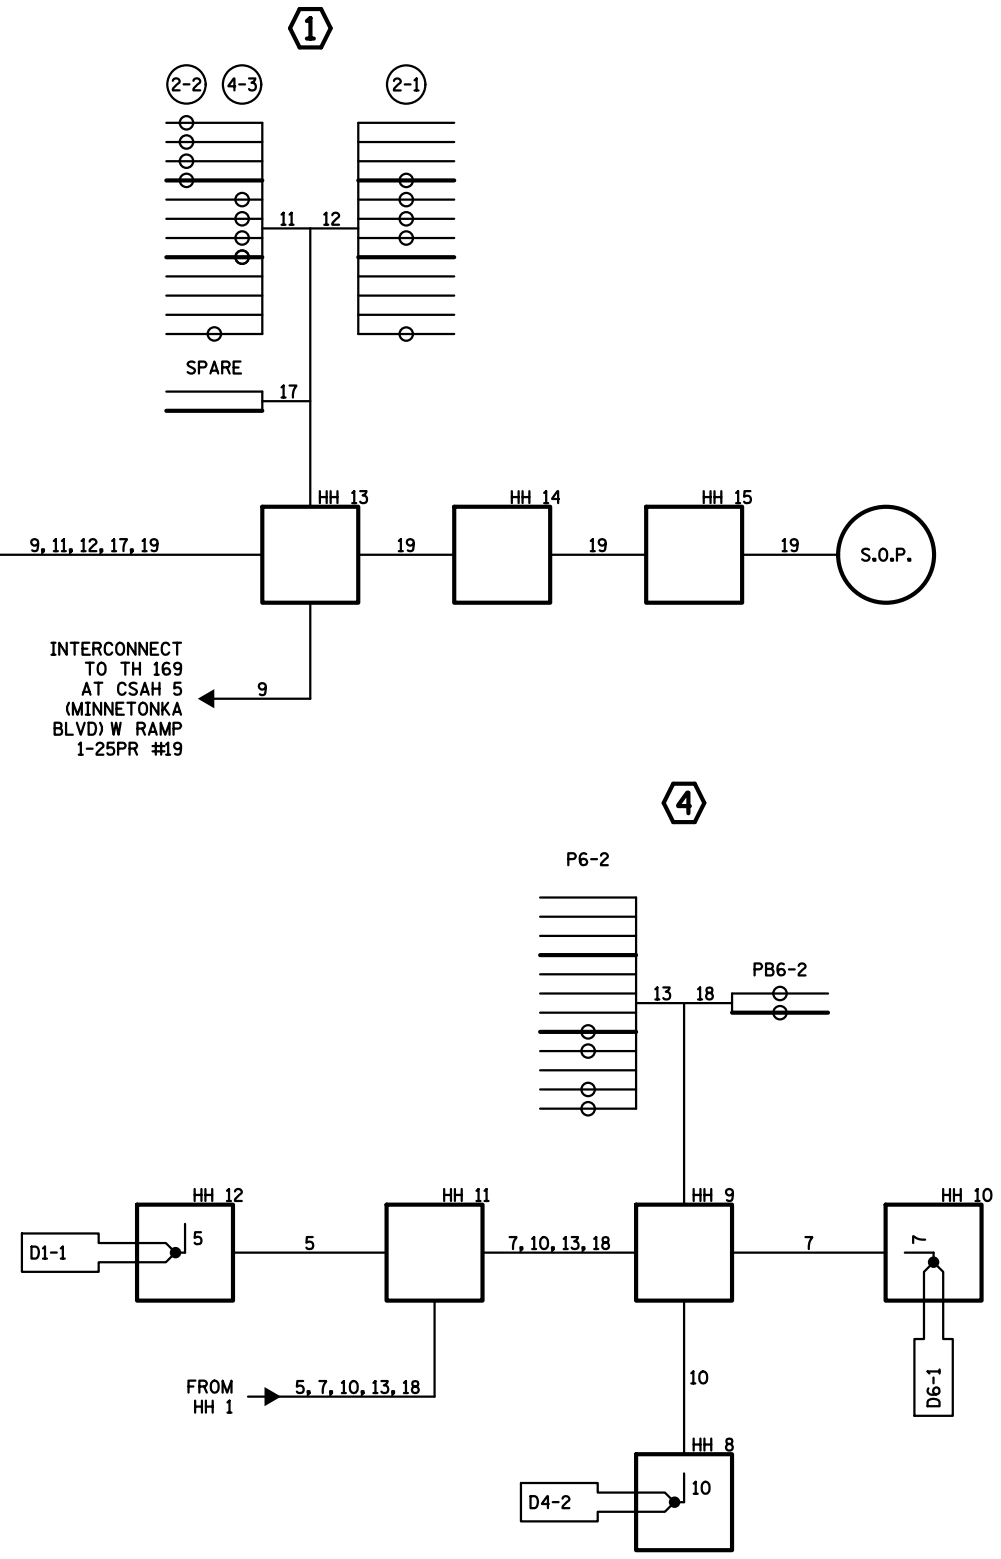 1
2-2 4-3 2-1
11 12
SPARE
17
HH 13 HH 14 HH 15
9, 11, 12, 17, 19 19 19 19 S.O.P.
INTERCONNECT
TO TH 169
AT CSAH 5
(MINNETONKA
BLVD) W RAMP
1-25PR #19
9
4
P6-2
PB6-2
13 18
HH 12 HH 11 HH 9 HH 10
D1-1 5 5 7, 10, 13, 18 7 7
FROM
HH 1
5, 7, 10, 13, 18
10
D6-1
HH 8
D4-2 10